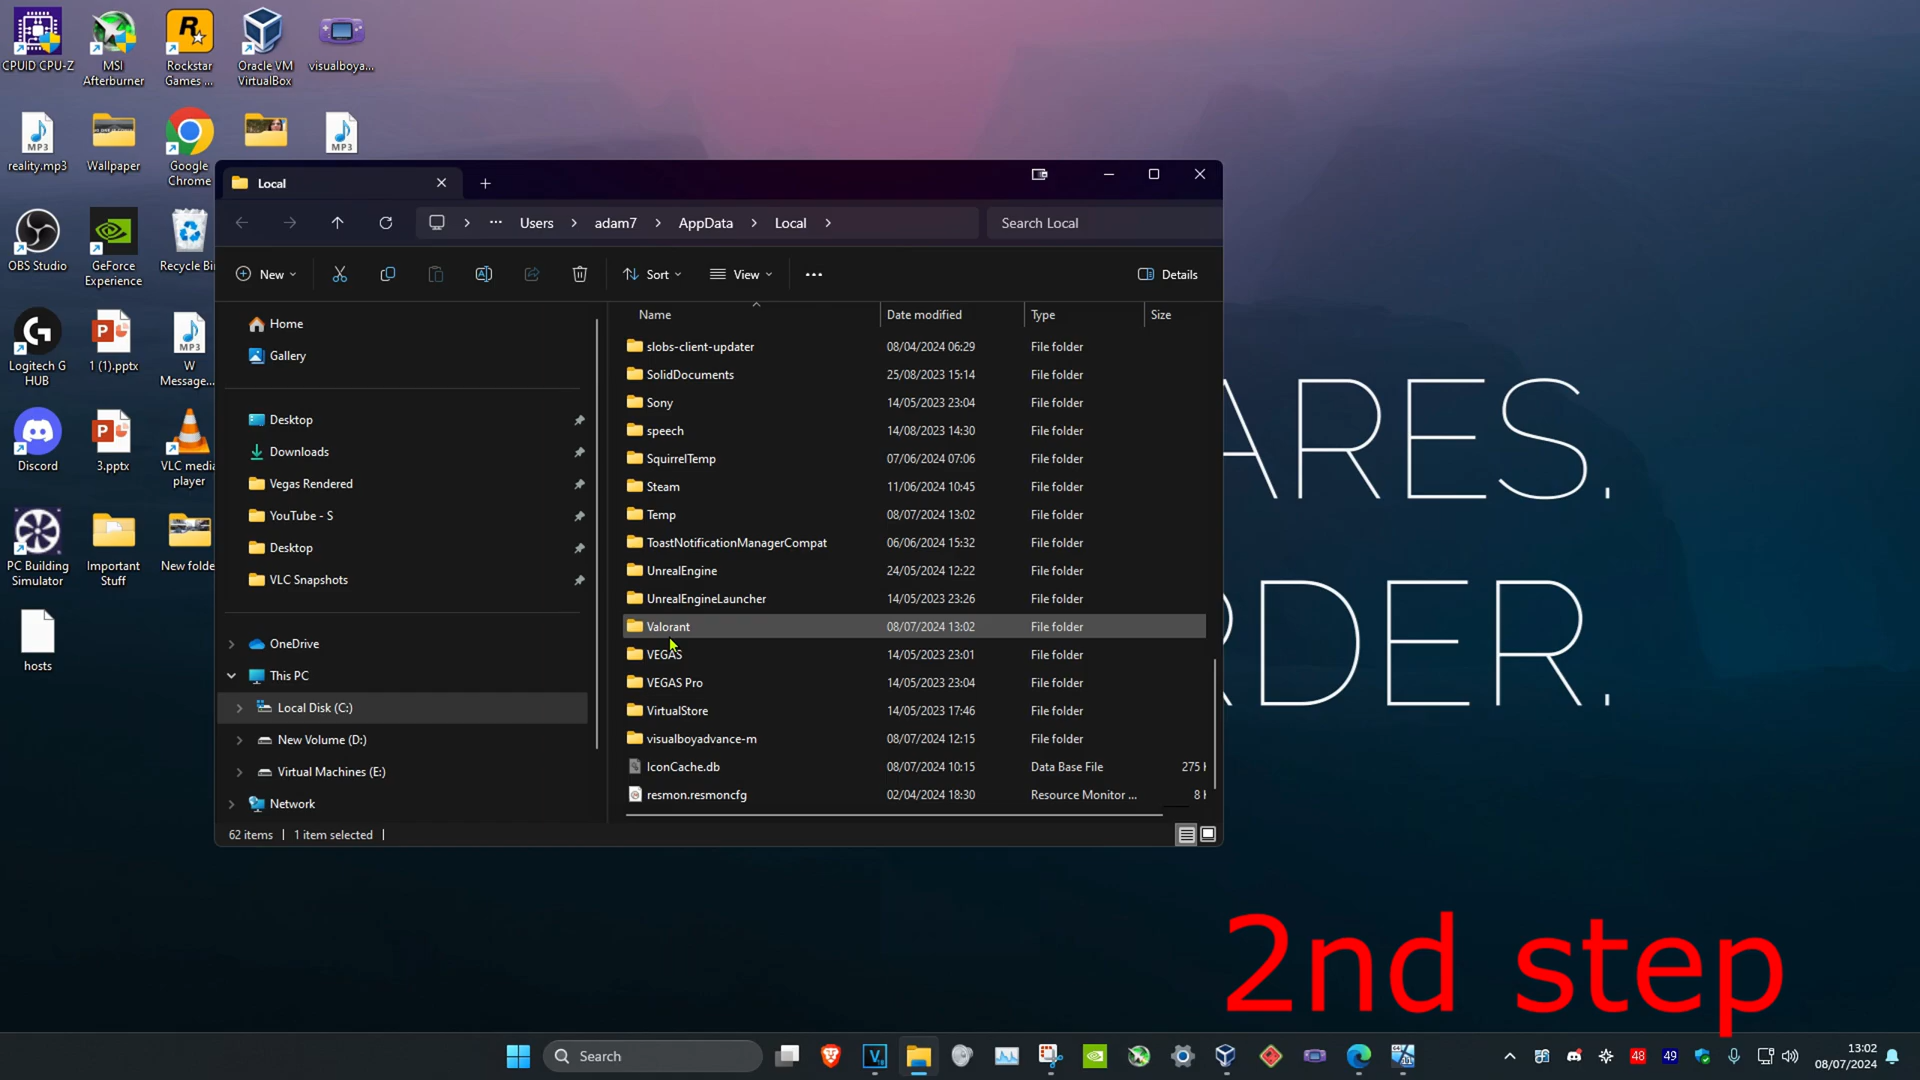 CPUID CPU-Z
MSI Afterburner
Rockstar Games ...
Oracle VM VirtualBox
visualboya...
reality.mp3
Wallpaper
Google Chrome
MP3
OBS Studio
GeForce Experience
Recycle Bin
Logitech G HUB
1 (1).pptx
MP3
W Message...
Discord
3.pptx
VLC media player
PC Building Simulator
Important Stuff
New folde
hosts
Local
Users
adam7
AppData
Local
Search Local
New
Sort
View
Details
Home
Gallery
Desktop
Downloads
Vegas Rendered
YouTube - S
Desktop
VLC Snapshots
OneDrive
This PC
Local Disk (C:)
New Volume (D:)
Virtual Machines (E:)
Network
Name Date modified Type Size
slobs-client-updater 08/04/2024 06:29 File folder
SolidDocuments 25/08/2023 15:14 File folder
Sony 14/05/2023 23:04 File folder
speech 14/08/2023 14:30 File folder
SquirrelTemp 07/06/2024 07:06 File folder
Steam 11/06/2024 10:45 File folder
Temp 08/07/2024 13:02 File folder
ToastNotificationManagerCompat 06/06/2024 15:32 File folder
UnrealEngine 24/05/2023 12:22 File folder
UnrealEngineLauncher 14/05/2023 23:26 File folder
Valorant 08/07/2024 13:02 File folder
VEGAS 14/05/2023 23:01 File folder
VEGAS Pro 14/05/2023 23:04 File folder
VirtualStore 14/05/2023 17:46 File folder
visualboyadvance-m 08/07/2024 12:15 File folder
IconCache.db 08/07/2024 10:15 Data Base File 275
resmon.resmoncfg 02/04/2024 18:30 Resource Monitor ... 8
62 items 1 item selected
ARES.
RDER.
2nd step
Search
48
49
13:02
08/07/2024